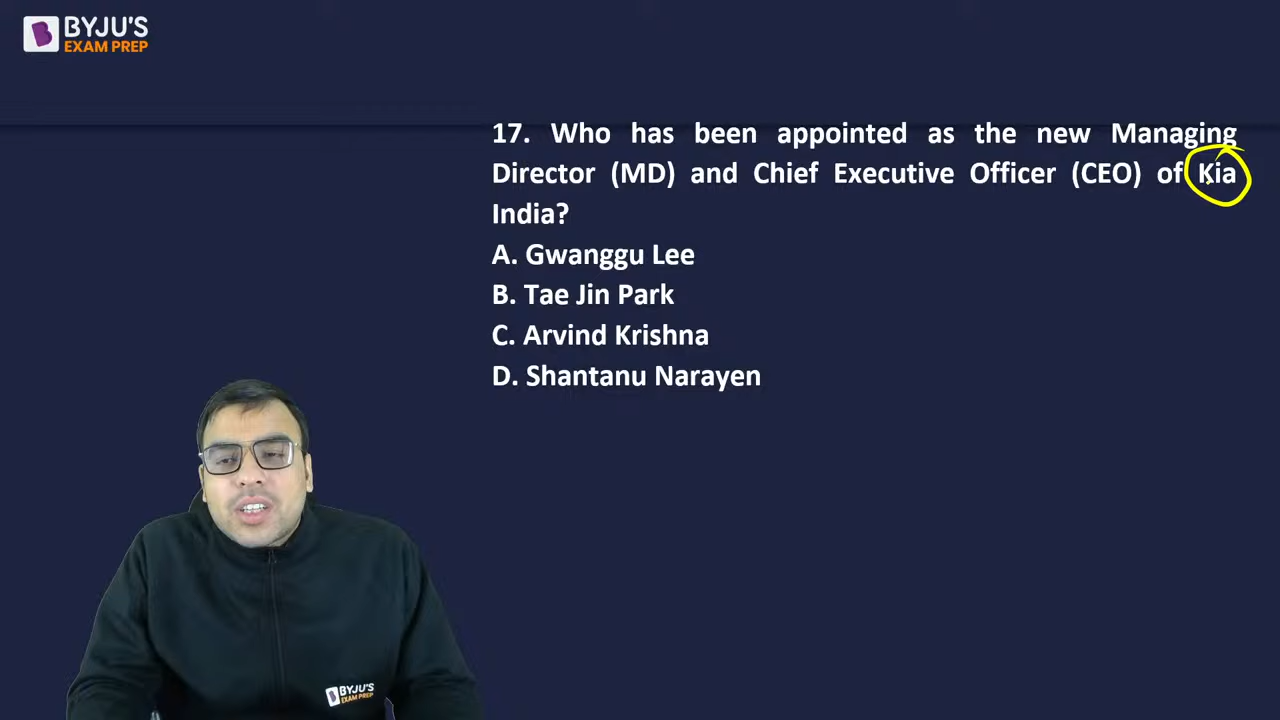 BYJU'S
EXAM PREP
17. Who has been appointed as the new Managing
Director (MD) and Chief Executive Officer (CEO) of Kia
India?
A. Gwanggu Lee
B. Tae Jin Park
C. Arvind Krishna
D. Shantanu Narayen
BYJU'S
EXAM PREP